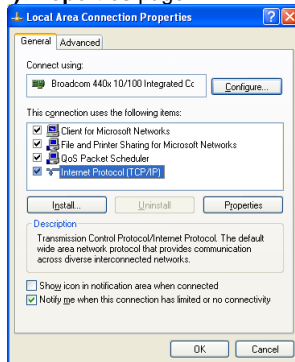 Local Area Connection Properties
General Advanced
Connect using:
Broadcom 440x 10/100 Integrated Cc
Configure...
This connection uses the following items:
Client for Microsoft Networks
File and Printer Sharing for Microsoft Networks
QoS Packet Scheduler
Internet Protocol (TCP/IP)
Install... Uninstall Properties
Description
Transmission Control Protocol/Internet Protocol. The default
wide area network protocol that provides communication
across diverse interconnected networks.
Show icon in notification area when connected
Notify me when this connection has limited or no connectivity
OK Cancel